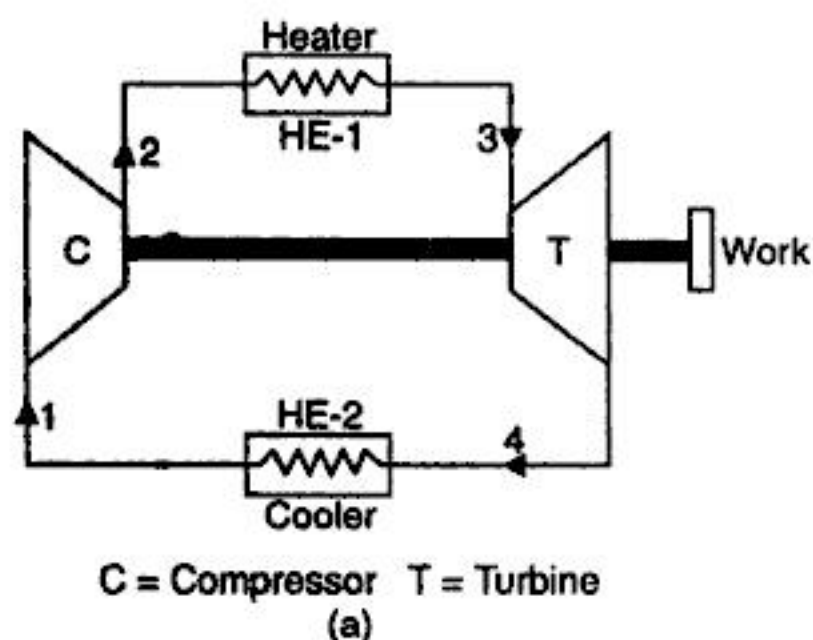 Heater
HE-1
2
3
C
T
Work
1
HE-2
4
Cooler
C = Compressor T = Turbine
(a)